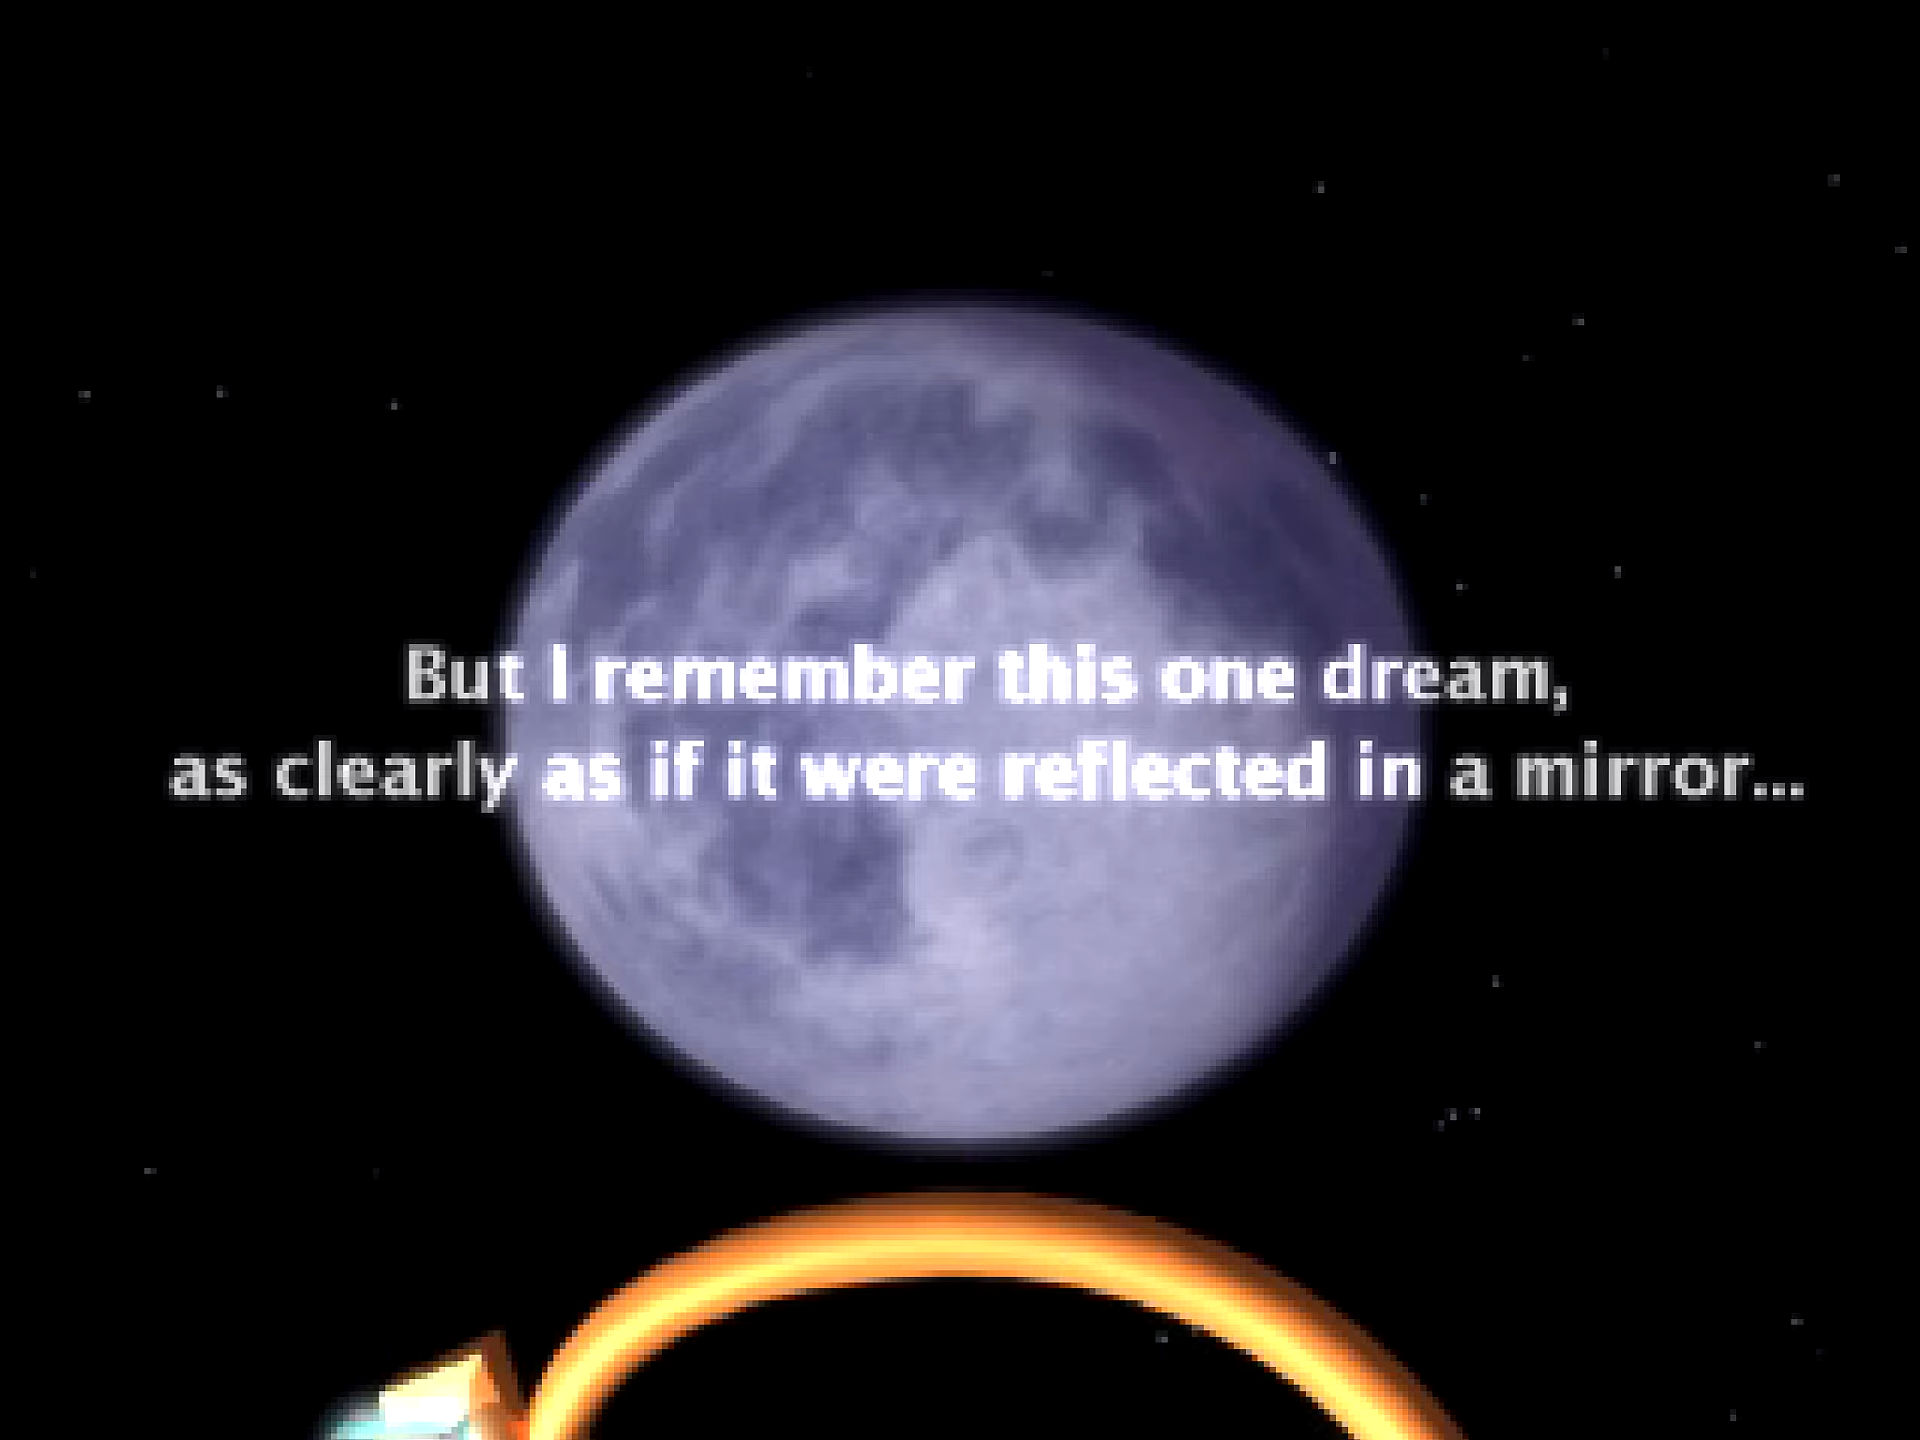 But I remember this one dream,
as clearly as if it were reflected in a mirror...